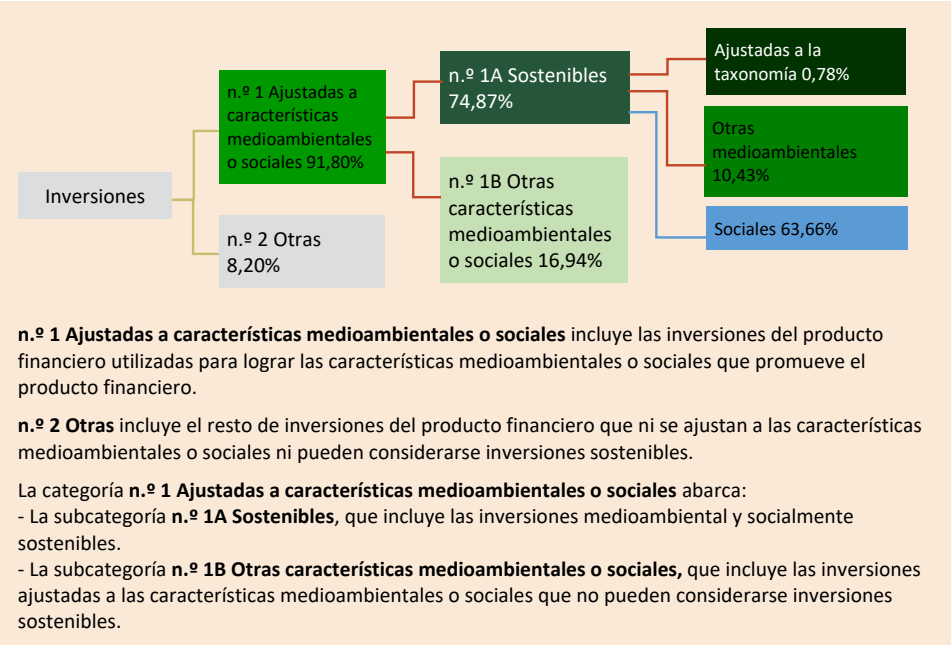 Inversiones
n.º 1 Ajustadas a
características
medioambientales
o sociales 91,80%
n.º 2 Otras
8,20%
n.º 1A Sostenibles
74,87%
n.º 1B Otras
características
medioambientales
o sociales 16,94%
Ajustadas a la
taxonomía 0,78%
Otras
medioambientales
10,43%
Sociales 63,66%
n.º 1 Ajustadas a características medioambientales o sociales incluye las inversiones del producto
financiero utilizadas para lograr las características medioambientales o sociales que promueve el
producto financiero.
n.º 2 Otras incluye el resto de inversiones del producto financiero que ni se ajustan a las características
medioambientales o sociales ni pueden considerarse inversiones sostenibles.
La categoría n.º 1 Ajustadas a características medioambientales o sociales abarca:
- La subcategoría n.º 1A Sostenibles, que incluye las inversiones medioambiental y socialmente
sostenibles.
- La subcategoría n.º 1B Otras características medioambientales o sociales, que incluye las inversiones
ajustadas a las características medioambientales o sociales que no pueden considerarse inversiones
sostenibles.